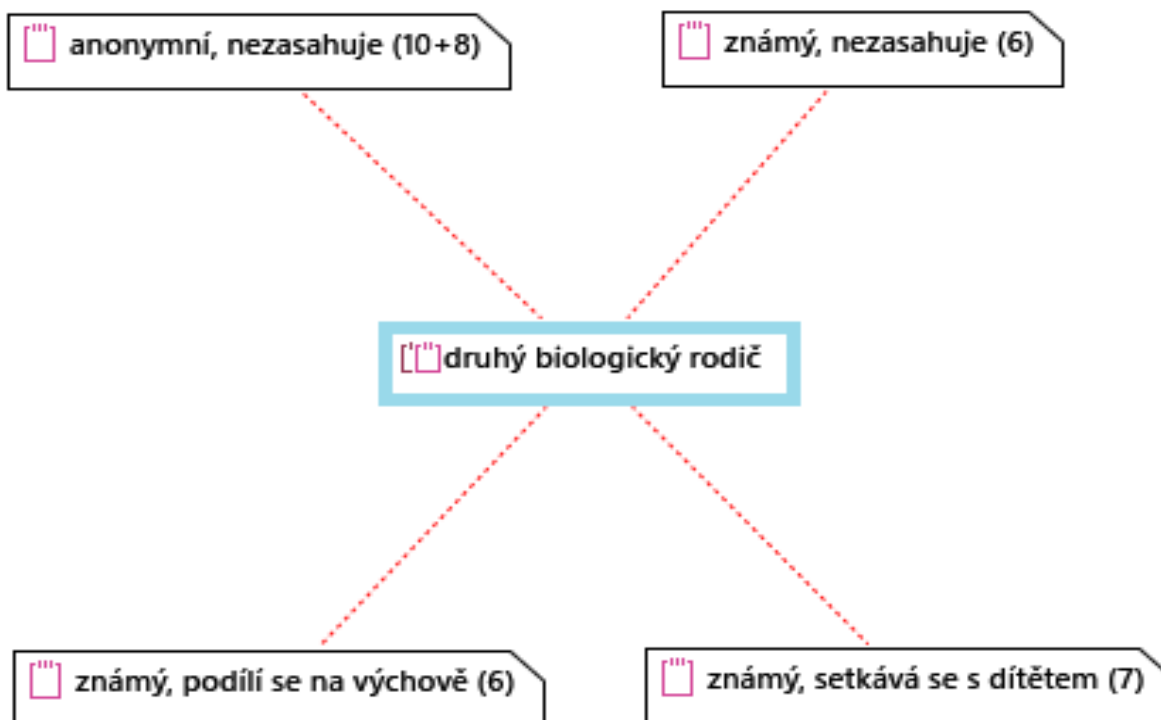 anonymní, nezasahuje (10+8)
známý, nezasahuje (6)
druhý biologický rodič
známý, podílí se na výchově (6)
známý, setkává se s dítětem (7)